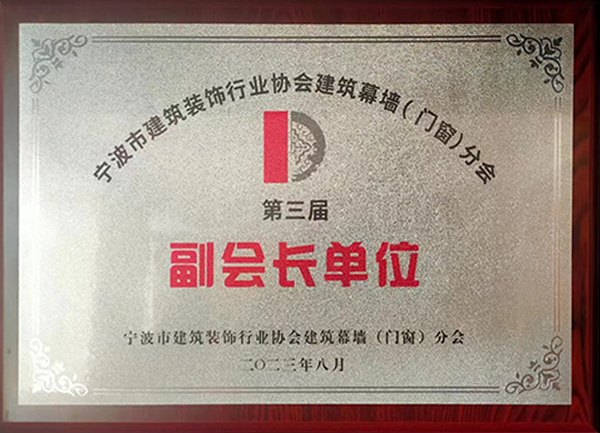 宁波市建筑装饰行业协会建筑幕墙(门窗)分会
第三届
副会长单位
宁波市建筑装饰行业协会建筑幕墙(门窗)分会
二〇二三年八月